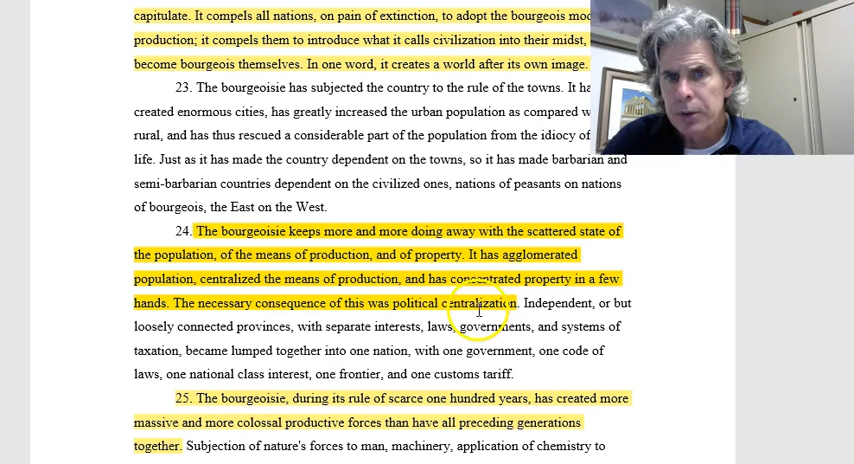 capitulate. It compels all nations, on pain of extinction, to adopt the bourgeois
production; it compels them to introduce what it calls civilization into their midst,
become bourgeois themselves. In one word, it creates a world after its own image.
23. The bourgeoisie has subjected the country to the rule of the towns. It
created enormous cities, has greatly increased the urban population as compared
rural, and has thus rescued a considerable part of the population from the idiocy of
life. Just as it has made the country dependent on the towns, so it has made barbarian and
semi-barbarian countries dependent on the civilized ones, nations of peasants on nations
of bourgeois, the East on the West.
24. The bourgeoisie keeps more and more doing away with the scattered state of
the population, of the means of production, and of property. It has agglomerated
population, centralized the means of production, and has concentrated property in a few
hands. The necessary consequence of this was political centralization. Independent, or but
loosely connected provinces, with separate interests, laws, governments, and systems of
taxation, became lumped together into one nation, with one government, one code of
laws, one national class interest, one frontier, and one customs tariff.
25. The bourgeoisie, during its rule of scarce one hundred years, has created more
massive and more colossal productive forces than have all preceding generations
together. Subjection of nature's forces to man, machinery, application of chemistry to